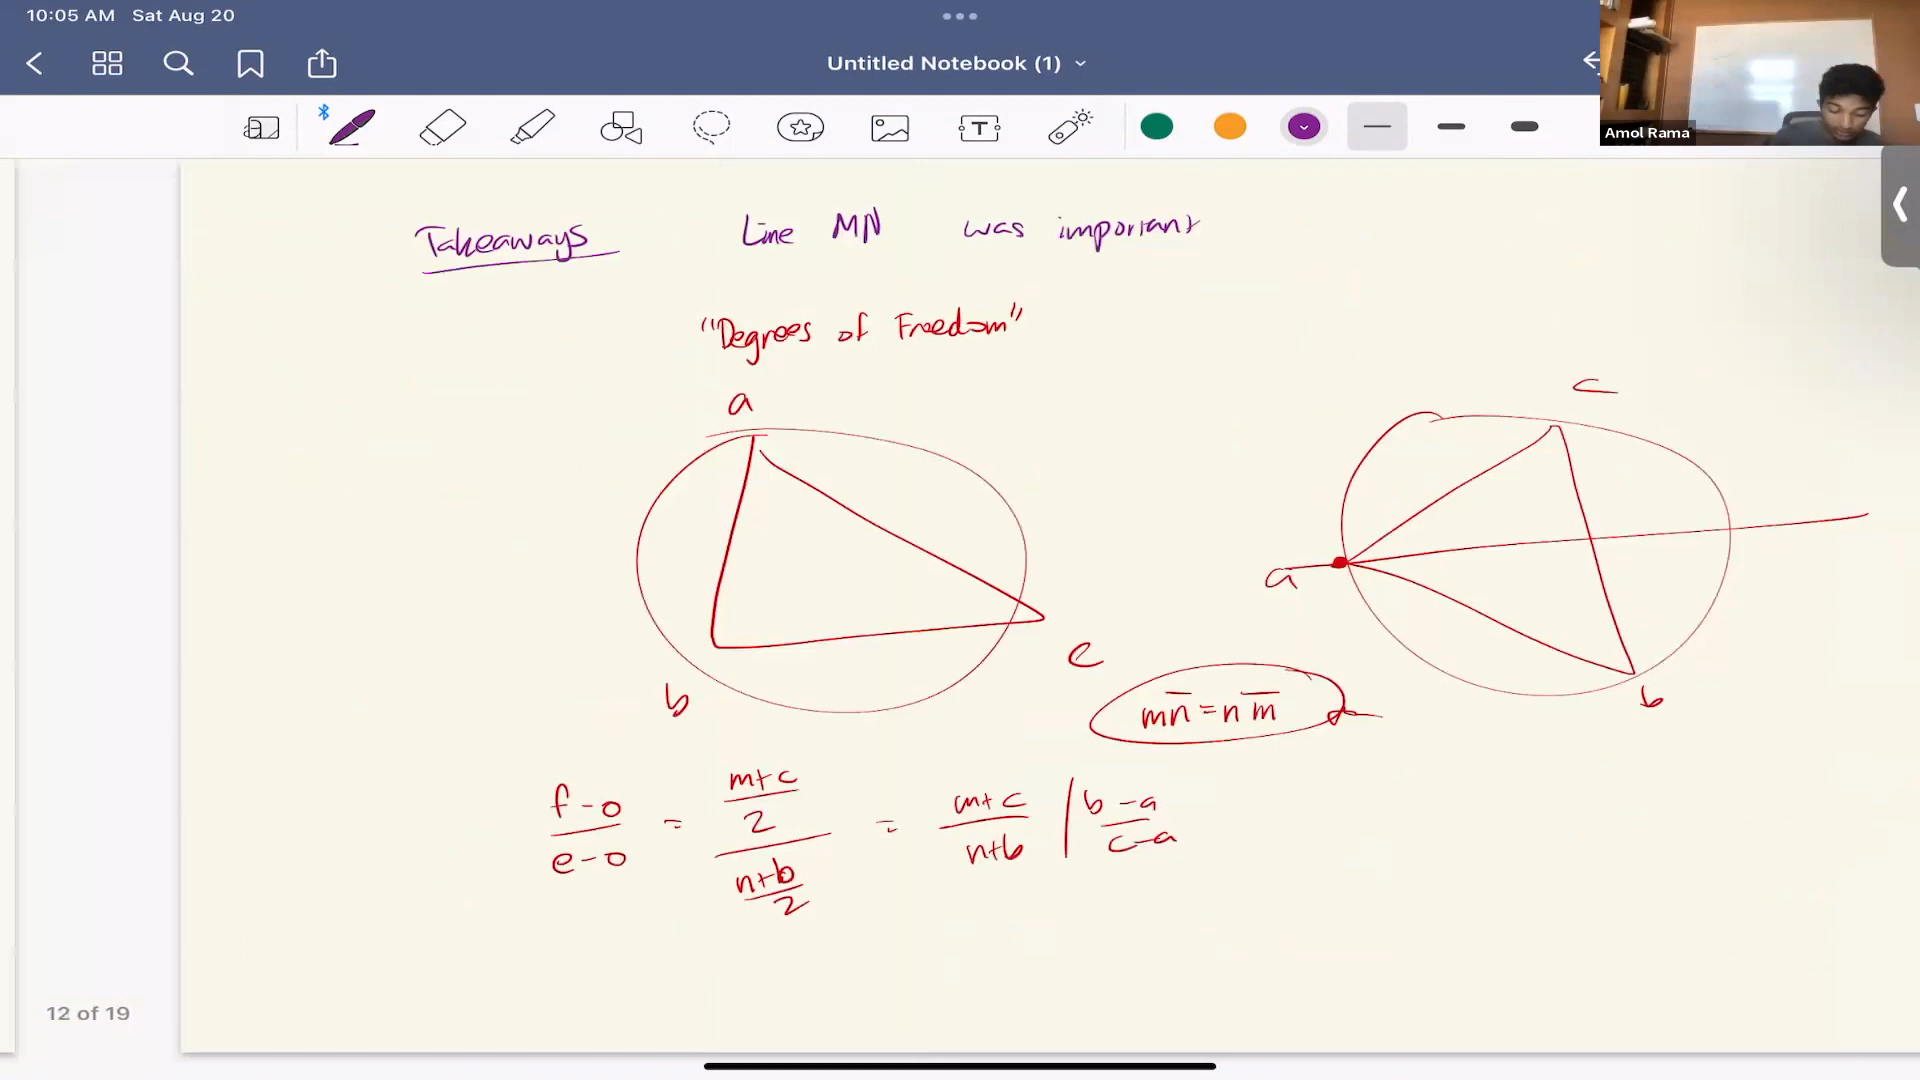 10:05 AM Sat Aug 20
Untitled Notebook (1)
T
Amol Rama
Takeaways Line MN was important
"Degrees of Freedom"
a
c
a
e
b
b
mn̅ = nm̅
f-o / e-o = (m+c / 2) / (n+b / 2) = m+c / n+b | b-a / c-a
12 of 19